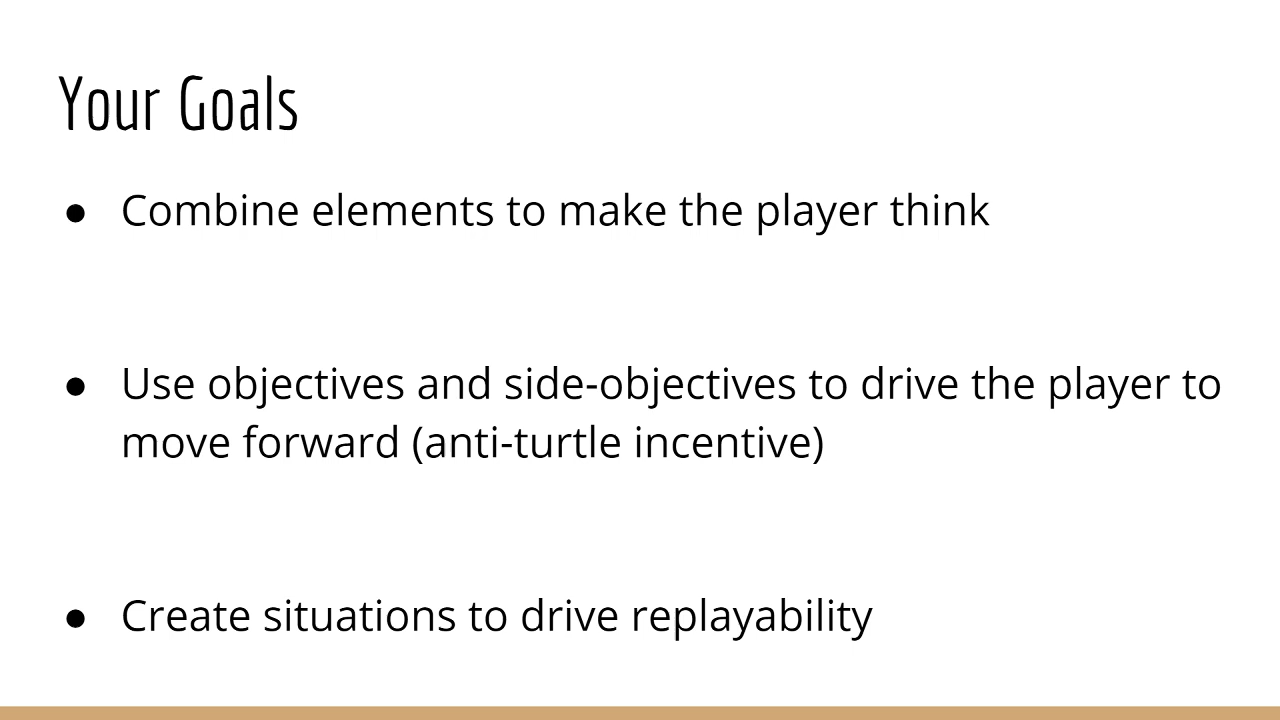 Your Goals
● Combine elements to make the player think
● Use objectives and side-objectives to drive the player to
move forward (anti-turtle incentive)
● Create situations to drive replayability